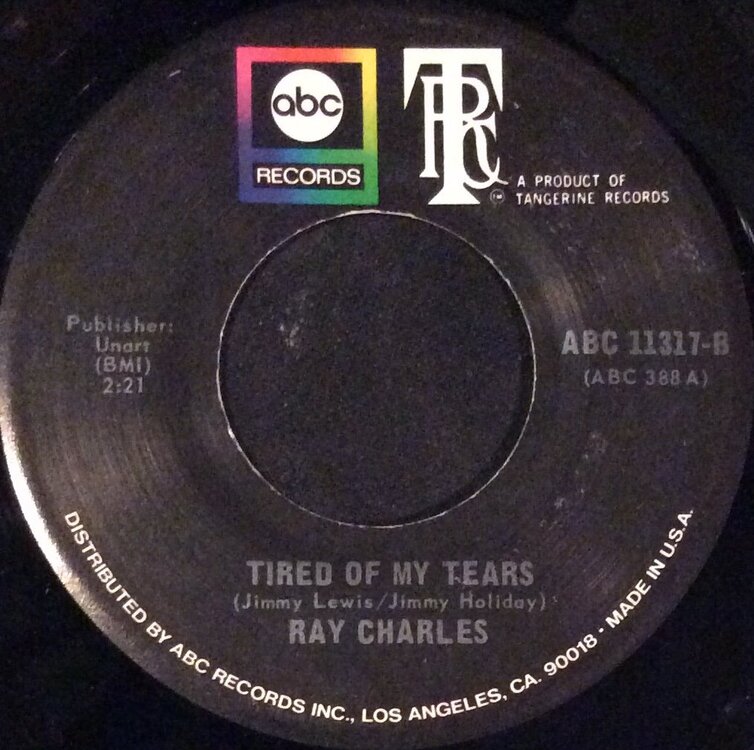 abc
RECORDS
TRC
A PRODUCT OF
TANGERINE RECORDS
TM
Publisher:
Unart
(BMI)
2:21
ABC 11317-B
(ABC 388 A)
TIRED OF MY TEARS
(Jimmy Lewis/Jimmy Holiday)
RAY CHARLES
DISTRIBUTED BY ABC RECORDS INC., LOS ANGELES, CA. 90018 · MADE IN U.S.A.